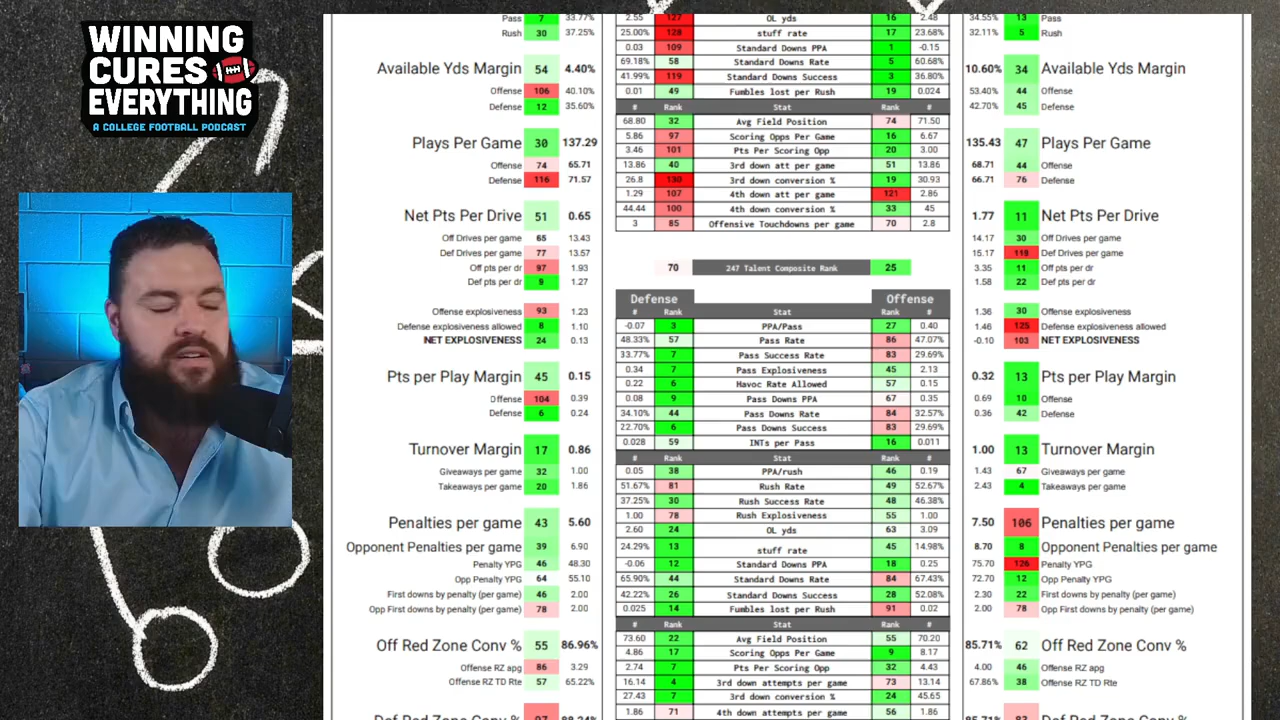 WINNING
CURES
EVERYTHING
A COLLEGE FOOTBALL PODCAST
Pass 7 33.77%
Rush 30 37.25%
Available Yds Margin 54 4.40%
Offense 106 40.10%
Defense 12 35.60%
Plays Per Game 30 137.29
Offense 74 65.71
Defense 116 71.57
Net Pts Per Drive 51 0.65
Off Drives per game 65 13.43
Def Drives per game 77 13.57
Off pts per dr 97 1.93
Def pts per dr 9 1.27
Offense explosiveness 93 1.23
Defense explosiveness allowed 8 1.10
NET EXPLOSIVENESS 24 0.13
Pts per Play Margin 45 0.15
Offense 104 0.39
Defense 6 0.24
Turnover Margin 17 0.86
Giveaways per game 32 1.00
Takeaways per game 20 1.86
Penalties per game 43 5.60
Opponent Penalties per game 39 6.90
Penalty YPG 46 48.30
Opp Penalty YPG 64 55.10
First downs by penalty (per game) 46 2.00
Opp First downs by penalty (per game) 78 2.00
Off Red Zone Conv % 55 86.96%
Offense RZ apg 86 3.29
Offense RZ TD Rte 57 65.22%
2.55 127 OL yds 16 2.48
25.00% 128 stuff rate 17 23.68%
0.03 109 Standard Downs PPA 1 -0.15
69.18% 58 Standard Downs Rate 5 60.68%
41.99% 119 Standard Downs Success 3 36.80%
0.01 49 Fumbles lost per Rush 19 0.024
# Rank Stat Rank #
68.80 32 Avg Field Position 74 71.50
5.86 97 Scoring Opps Per Game 16 6.67
3.46 101 Pts Per Scoring Opp 20 3.00
13.86 40 3rd down att per game 51 13.86
26.8 130 3rd down conversion % 19 30.93
1.29 107 4th down att per game 121 2.86
44.44 100 4th down conversion % 33 45
3 85 Offensive Touchdowns per game 70 2.8
70 247 Talent Composite Rank 25
Defense Offense
# Rank Stat Rank #
-0.07 3 PPA/Pass 27 0.40
48.33% 57 Pass Rate 86 47.07%
33.77% 7 Pass Success Rate 83 29.69%
0.34 7 Pass Explosiveness 45 2.13
0.22 6 Havoc Rate Allowed 57 0.15
0.08 9 Pass Downs PPA 67 0.35
34.10% 44 Pass Downs Rate 84 32.57%
22.70% 6 Pass Downs Success 83 29.69%
0.028 59 INTs per Pass 16 0.011
# Rank Stat Rank #
0.05 38 PPA/rush 46 0.19
51.67% 81 Rush Rate 49 52.67%
37.25% 30 Rush Success Rate 48 46.38%
1.00 78 Rush Explosiveness 55 1.00
2.60 24 OL yds 63 3.09
24.29% 13 stuff rate 45 14.98%
-0.06 12 Standard Downs PPA 18 0.25
65.90% 44 Standard Downs Rate 84 67.43%
42.22% 26 Standard Downs Success 28 52.08%
0.025 14 Fumbles lost per Rush 91 0.02
# Rank Stat Rank #
73.60 22 Avg Field Position 55 70.20
4.86 17 Scoring Opps Per Game 9 8.17
2.74 7 Pts Per Scoring Opp 32 4.43
16.14 4 3rd down attempts per game 73 13.14
27.43 7 3rd down conversion % 24 45.65
1.86 71 4th down attempts per game 56 1.86
34.55% 13 Pass
32.11% 5 Rush
10.60% 34 Available Yds Margin
53.40% 44 Offense
42.70% 45 Defense
135.43 47 Plays Per Game
68.71 44 Offense
66.71 76 Defense
1.77 11 Net Pts Per Drive
14.17 30 Off Drives per game
15.17 Def Drives per game
3.35 11 Off pts per dr
1.58 22 Def pts per dr
1.36 30 Offense explosiveness
1.46 125 Defense explosiveness allowed
-0.10 103 NET EXPLOSIVENESS
0.32 13 Pts per Play Margin
0.69 10 Offense
0.36 42 Defense
1.00 13 Turnover Margin
1.43 67 Giveaways per game
2.43 4 Takeaways per game
7.50 106 Penalties per game
8.70 8 Opponent Penalties per game
75.70 126 Penalty YPG
72.70 12 Opp Penalty YPG
2.30 22 First downs by penalty (per game)
2.00 78 Opp First downs by penalty (per game)
85.71% 62 Off Red Zone Conv %
4.00 46 Offense RZ apg
67.86% 38 Offense RZ TD Rte